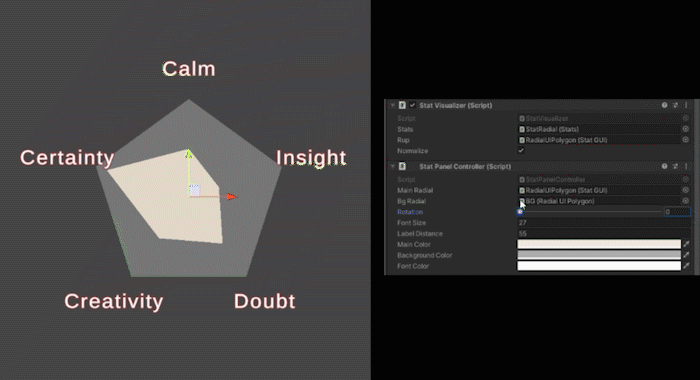 Calm
Certainty
Insight
Creativity
Doubt
Stat Visualizer (Script)
Script StatVisualizer
Stats StatRadial (Stats)
Rup RadialUIPolygon (Stat GUI)
Normalize
Stat Panel Controller (Script)
Script StatPanelController
Main Radial RadialUIPolygon (Stat GUI)
Bg Radial BG (Radial UI Polygon)
Rotation 0
Font Size 27
Label Distance 55
Main Color
Background Color
Font Color